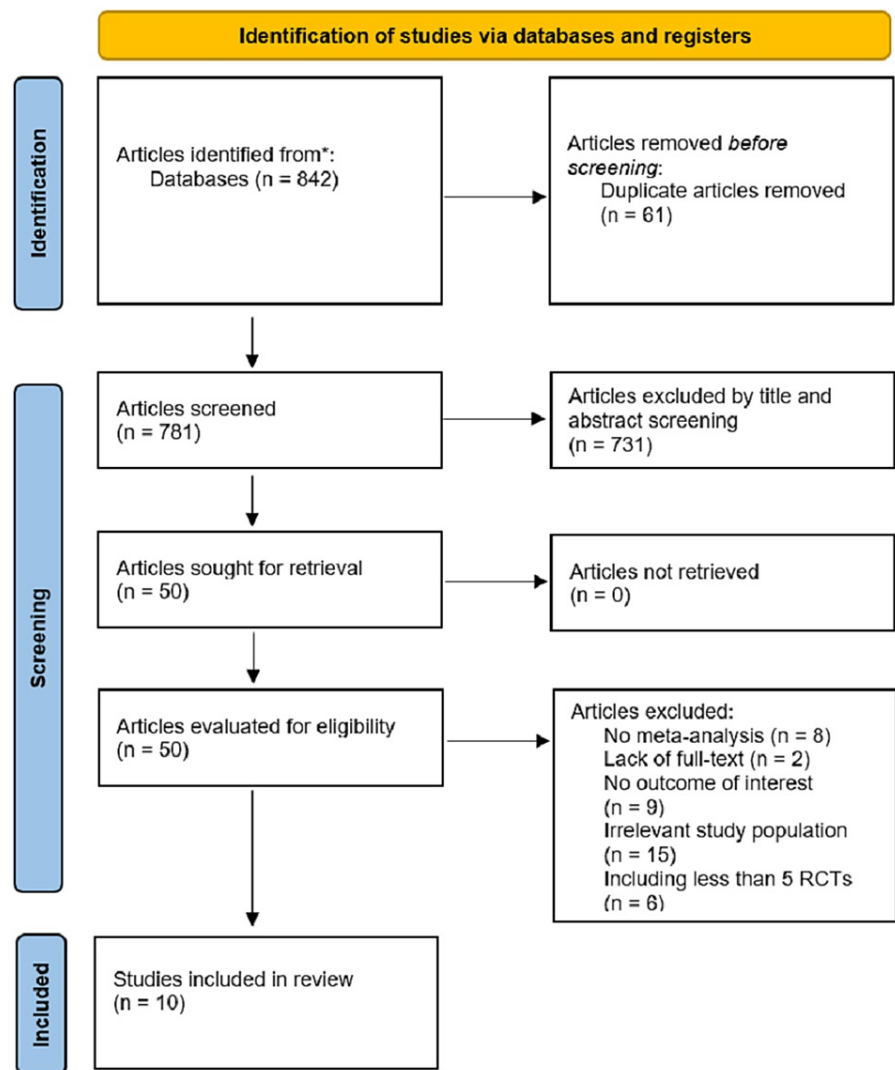 Identification of studies via databases and registers
Identification
Articles identified from*:
Databases (n = 842)
Articles removed before
screening:
Duplicate articles removed
(n = 61)
Screening
Articles screened
(n = 781)
Articles excluded by title and
abstract screening
(n = 731)
Articles sought for retrieval
(n = 50)
Articles not retrieved
(n = 0)
Articles evaluated for eligibility
(n = 50)
Articles excluded:
No meta-analysis (n = 8)
Lack of full-text (n = 2)
No outcome of interest
(n = 9)
Irrelevant study population
(n = 15)
Including less than 5 RCTs
(n = 6)
Included
Studies included in review
(n = 10)